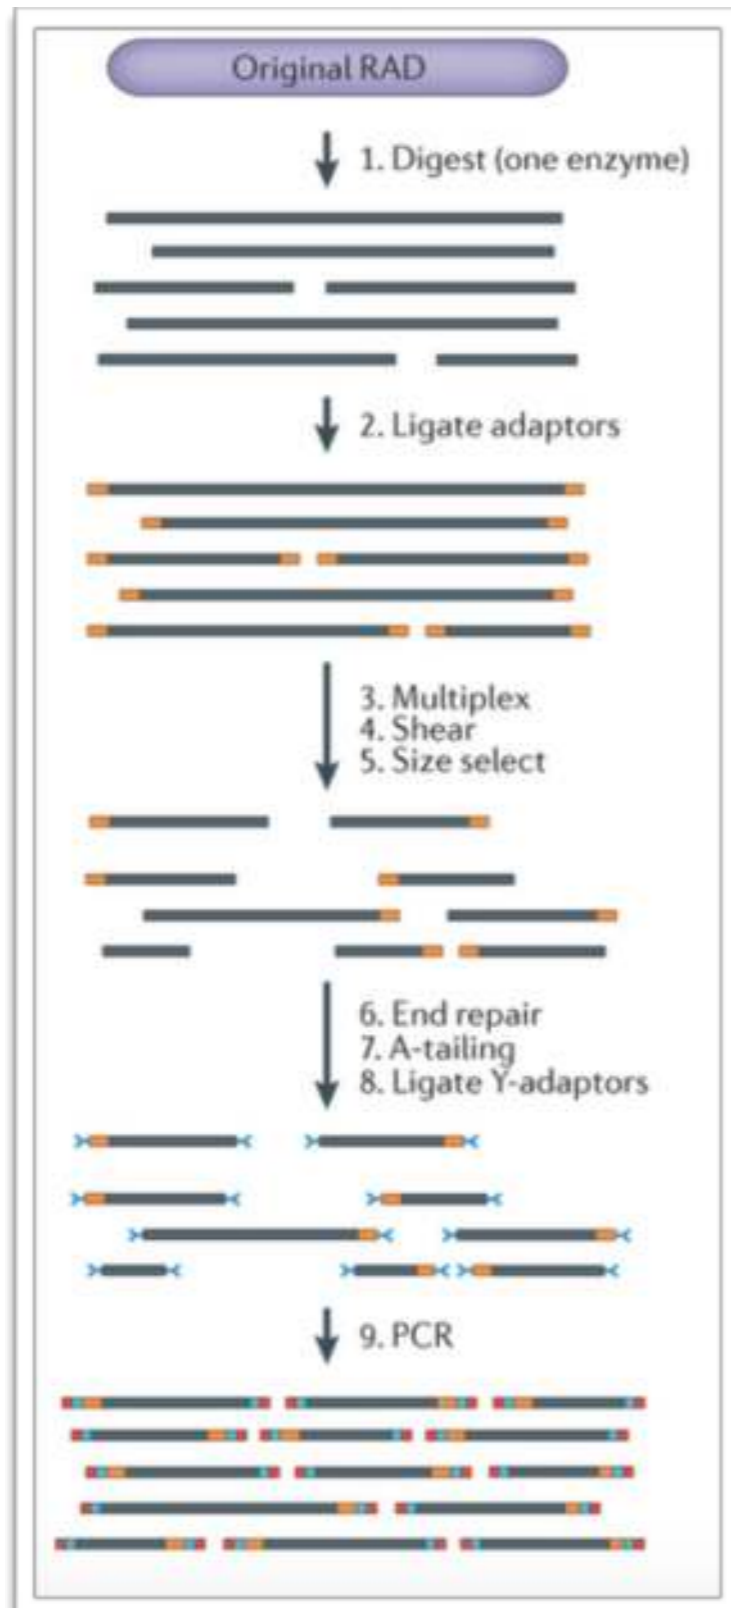 Original RAD
1. Digest (one enzyme)
2. Ligate adaptors
3. Multiplex
4. Shear
5. Size select
6. End repair
7. A-tailing
8. Ligate Y-adaptors
9. PCR